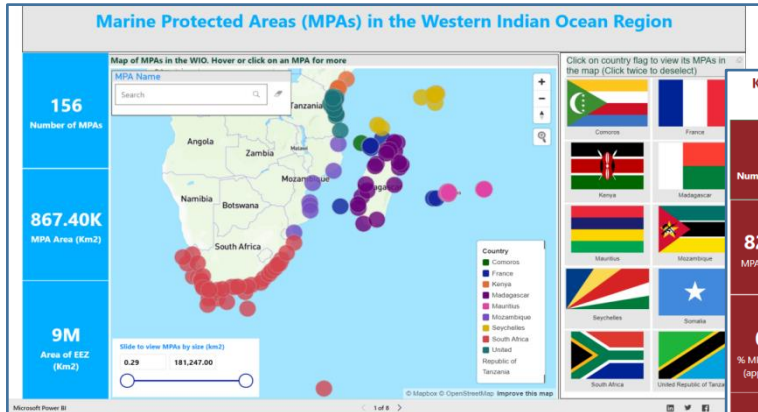 Marine Protected Areas (MPAs) in the Western Indian Ocean Region
156
Number of MPAs
867.40K
MPA Area (Km2)
9M
Area of EEZ
(Km2)
Map of MPAs in the WIO. Hover or click on an MPA for more
MPA Name
Search
Tanzania
Angola
Zambia
Malawi
Namibia
Botswana
South Africa
Country
Comoros
France
Kenya
Madagascar
Mauritius
Mozambique
Seychelles
South Africa
United
Republic of
Tanzania
Slide to view MPAs by size (km2)
0.29 181,247.00
© Mapbox © OpenStreetMap Improve this map
Click on country flag to view its MPAs in
the map (Click twice to deselect)
Comoros France
Kenya Madagascar
Mauritius Mozambique
Seychelles Somalia
South Africa United Republic of Tanza
Microsoft Power BI
1 of 8
K
Num
82
MPA
% M
(app